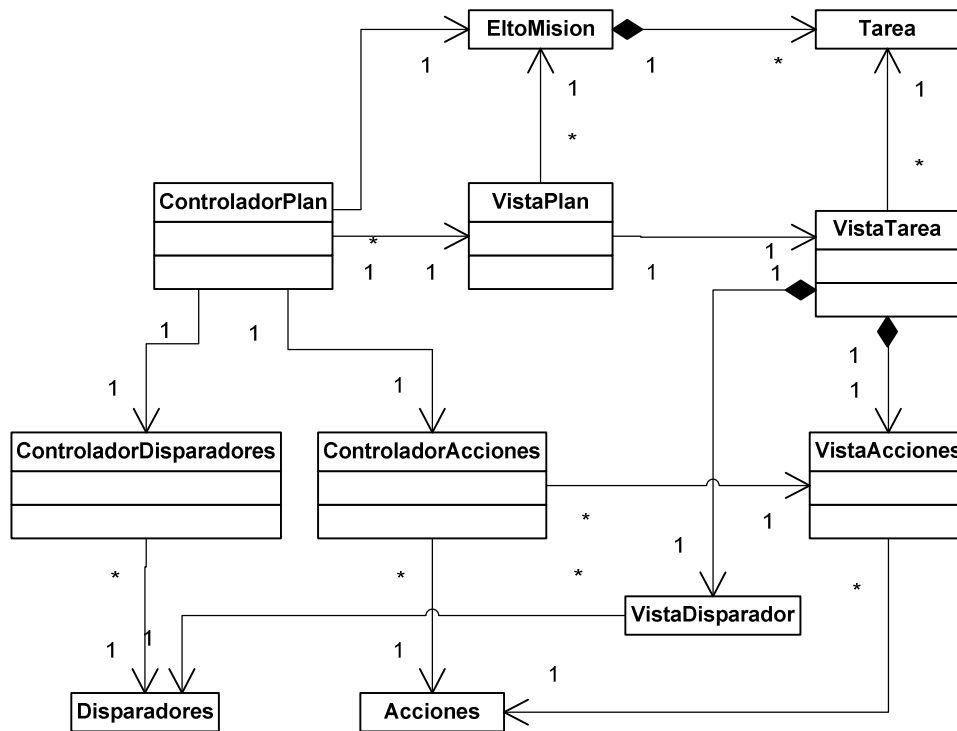 EltoMision
Tarea
1
1
*
1
1
*
*
ControladorPlan
VistaPlan
VistaTarea
*
1
1
1
1
1
1
1
1
1
1
1
ControladorDisparadores
ControladorAcciones
VistaAcciones
*
1
1
*
*
*
*
VistaDisparador
1
1
1
1
Disparadores
Acciones